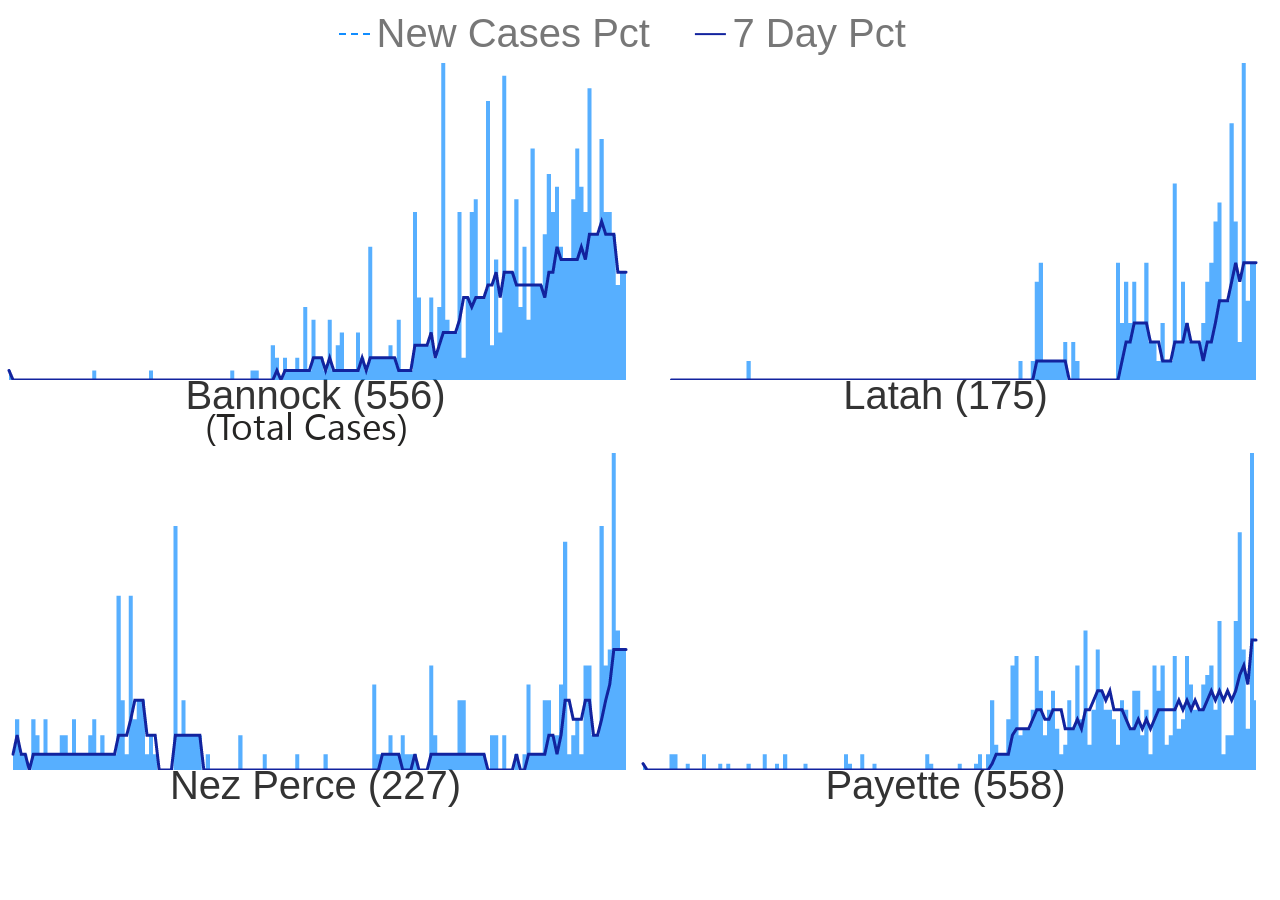 New Cases Pct 7 Day Pct
Bannock (556)
(Total Cases)
Latah (175)
Nez Perce (227)
Payette (558)